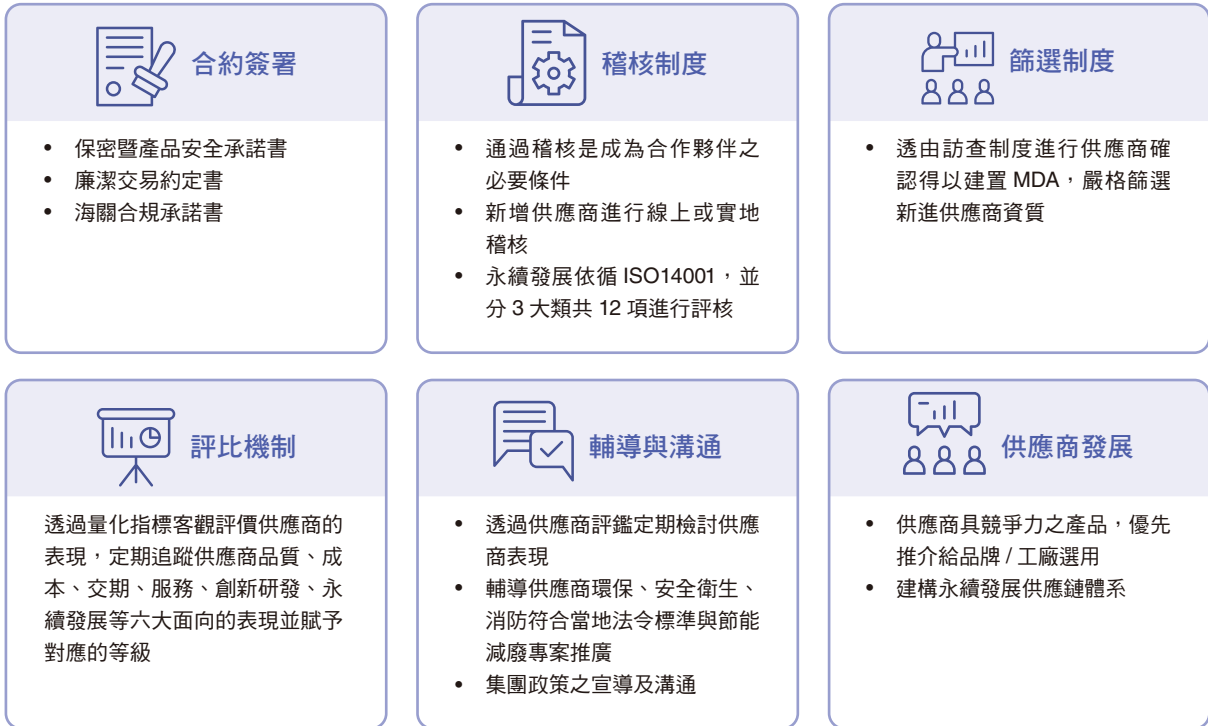 合約簽署
• 保密暨產品安全承諾書
• 廉潔交易約定書
• 海關合規承諾書
稽核制度
• 通過稽核是成為合作夥伴之
必要條件
• 新增供應商進行線上或實地
稽核
• 永續發展依循 ISO14001，並
分 3 大類共 12 項進行評核
篩選制度
• 透由訪查制度進行供應商確
認得以建置 MDA，嚴格篩選
新進供應商資質
評比機制
透過量化指標客觀評價供應商的
表現，定期追蹤供應商品質、成
本、交期、服務、創新研發、永
續發展等六大面向的表現並賦予
對應的等級
輔導與溝通
• 透過供應商評鑑定期檢討供應
商表現
• 輔導供應商環保、安全衛生、
消防符合當地法令標準與節能
減廢專案推廣
• 集團政策之宣導及溝通
供應商發展
• 供應商具競爭力之產品，優先
推介給品牌 / 工廠選用
• 建構永續發展供應鏈體系